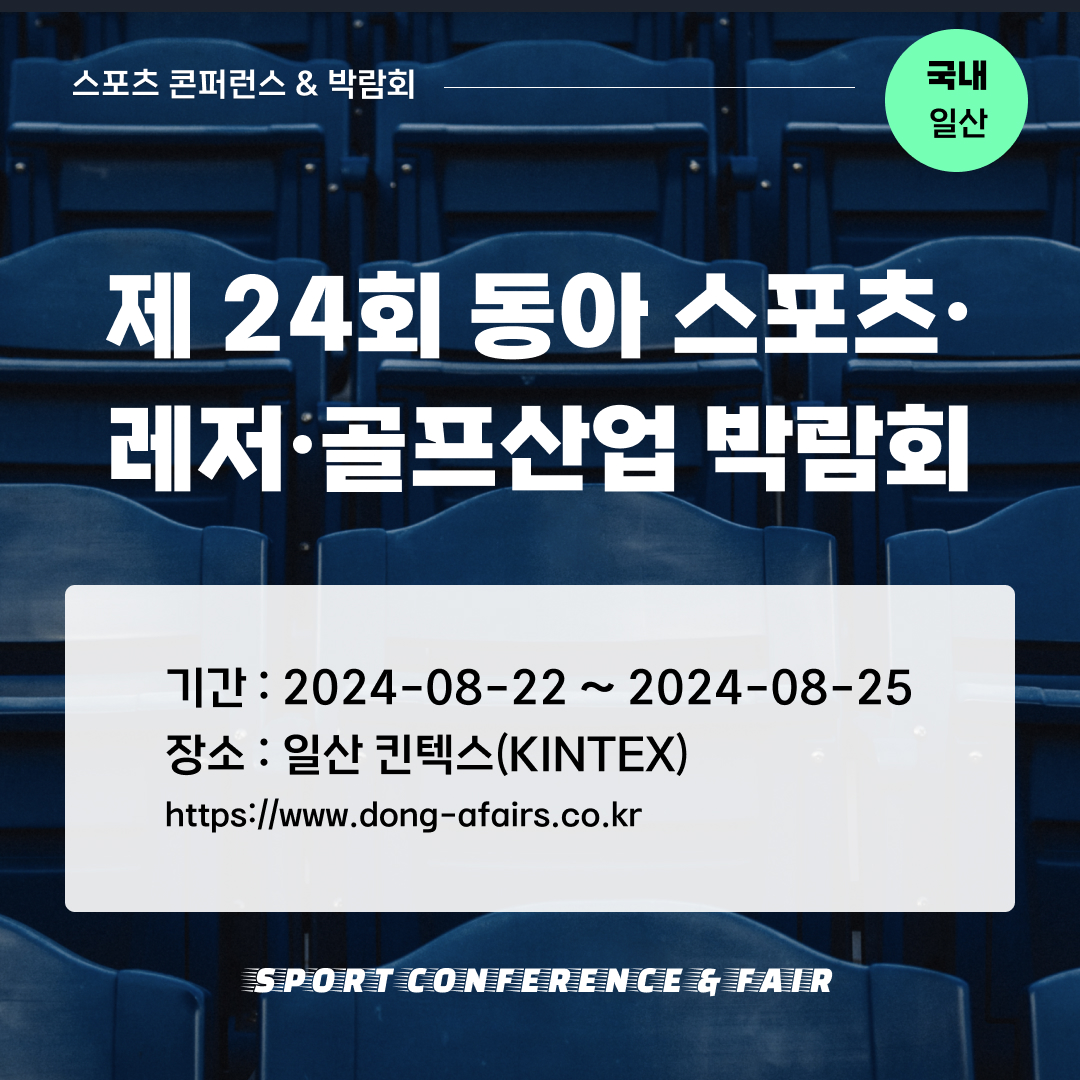 스포츠 콘퍼런스 & 박람회
국내
일산
제 24회 동아 스포츠·
레저·골프산업 박람회
기간 : 2024-08-22 ~ 2024-08-25
장소 : 일산 킨텍스(KINTEX)
https://www.dong-afairs.co.kr
SPORT CONFERENCE & FAIR